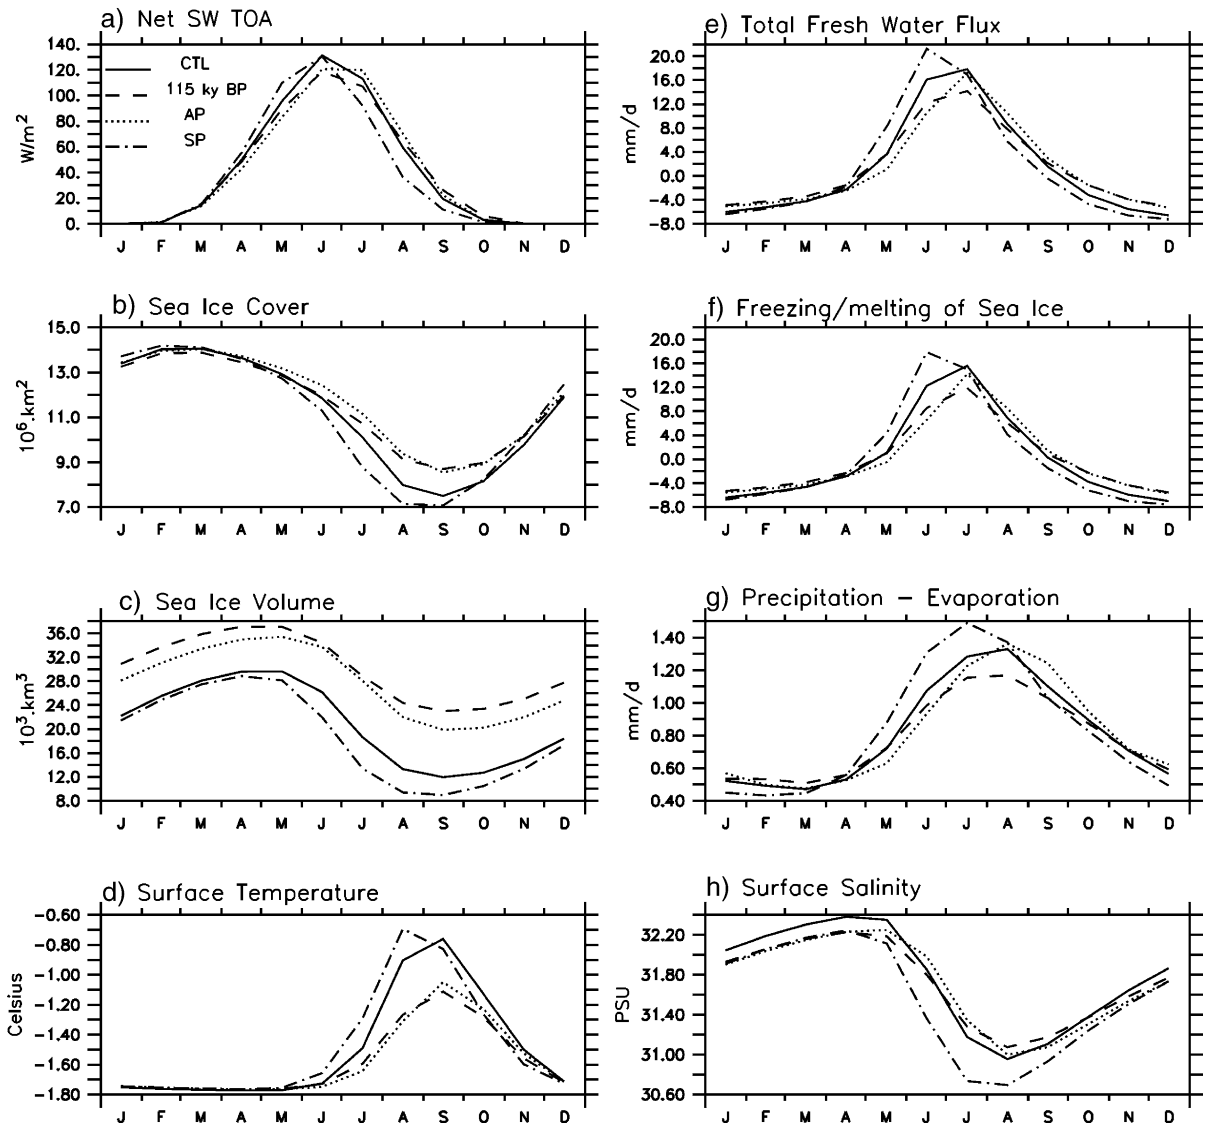 a) Net SW TOA
140.
120.
100.
80.
60.
40.
20.
0.
W/m²
CTL
115 ky BP
AP
SP
J F M A M J J A S O N D
b) Sea Ice Cover
15.0
13.0
11.0
9.0
7.0
10⁶.km²
J F M A M J J A S O N D
c) Sea Ice Volume
36.0
32.0
28.0
24.0
20.0
16.0
12.0
8.0
10³.km³
J F M A M J J A S O N D
d) Surface Temperature
−0.60
−0.80
−1.00
−1.20
−1.40
−1.60
−1.80
Celsius
J F M A M J J A S O N D
e) Total Fresh Water Flux
20.0
16.0
12.0
8.0
4.0
0.0
−4.0
−8.0
mm/d
J F M A M J J A S O N D
f) Freezing/melting of Sea Ice
20.0
16.0
12.0
8.0
4.0
0.0
−4.0
−8.0
mm/d
J F M A M J J A S O N D
g) Precipitation − Evaporation
1.40
1.20
1.00
0.80
0.60
0.40
mm/d
J F M A M J J A S O N D
h) Surface Salinity
32.20
31.80
31.40
31.00
30.60
PSU
J F M A M J J A S O N D